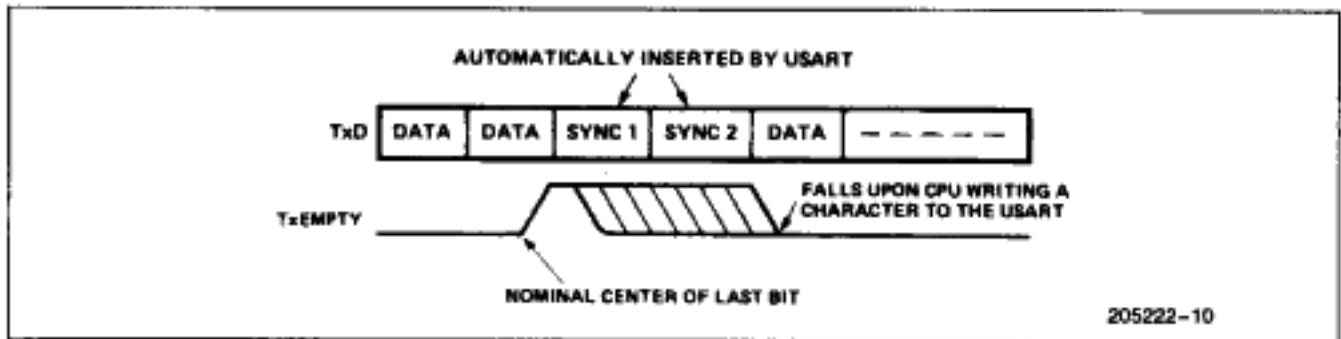 AUTOMATICALLY INSERTED BY USART
TxD DATA DATA SYNC 1 SYNC 2 DATA
TxEMPTY
FALLS UPON CPU WRITING A
CHARACTER TO THE USART
NOMINAL CENTER OF LAST BIT
205222-10